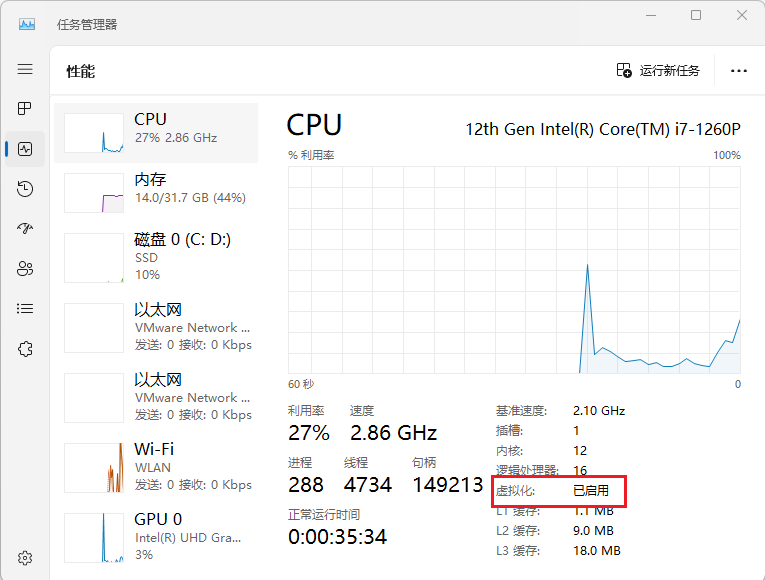 任务管理器
性能
运行新任务
CPU
27% 2.86 GHz
内存
14.0/31.7 GB (44%)
磁盘 0 (C: D:)
SSD
10%
以太网
VMware Network ...
发送: 0 接收: 0 Kbps
以太网
VMware Network ...
发送: 0 接收: 0 Kbps
Wi-Fi
WLAN
发送: 0 接收: 0 Kbps
GPU 0
Intel(R) UHD Gra...
3%
CPU
12th Gen Intel(R) Core(TM) i7-1260P
% 利用率
100%
60 秒
0
利用率 速度
27% 2.86 GHz
进程 线程 句柄
288 4734 149213
正常运行时间
0:00:35:34
基准速度: 2.10 GHz
插槽: 1
内核: 12
逻辑处理器: 16
虚拟化: 已启用
L1 缓存: 1.1 MB
L2 缓存: 9.0 MB
L3 缓存: 18.0 MB